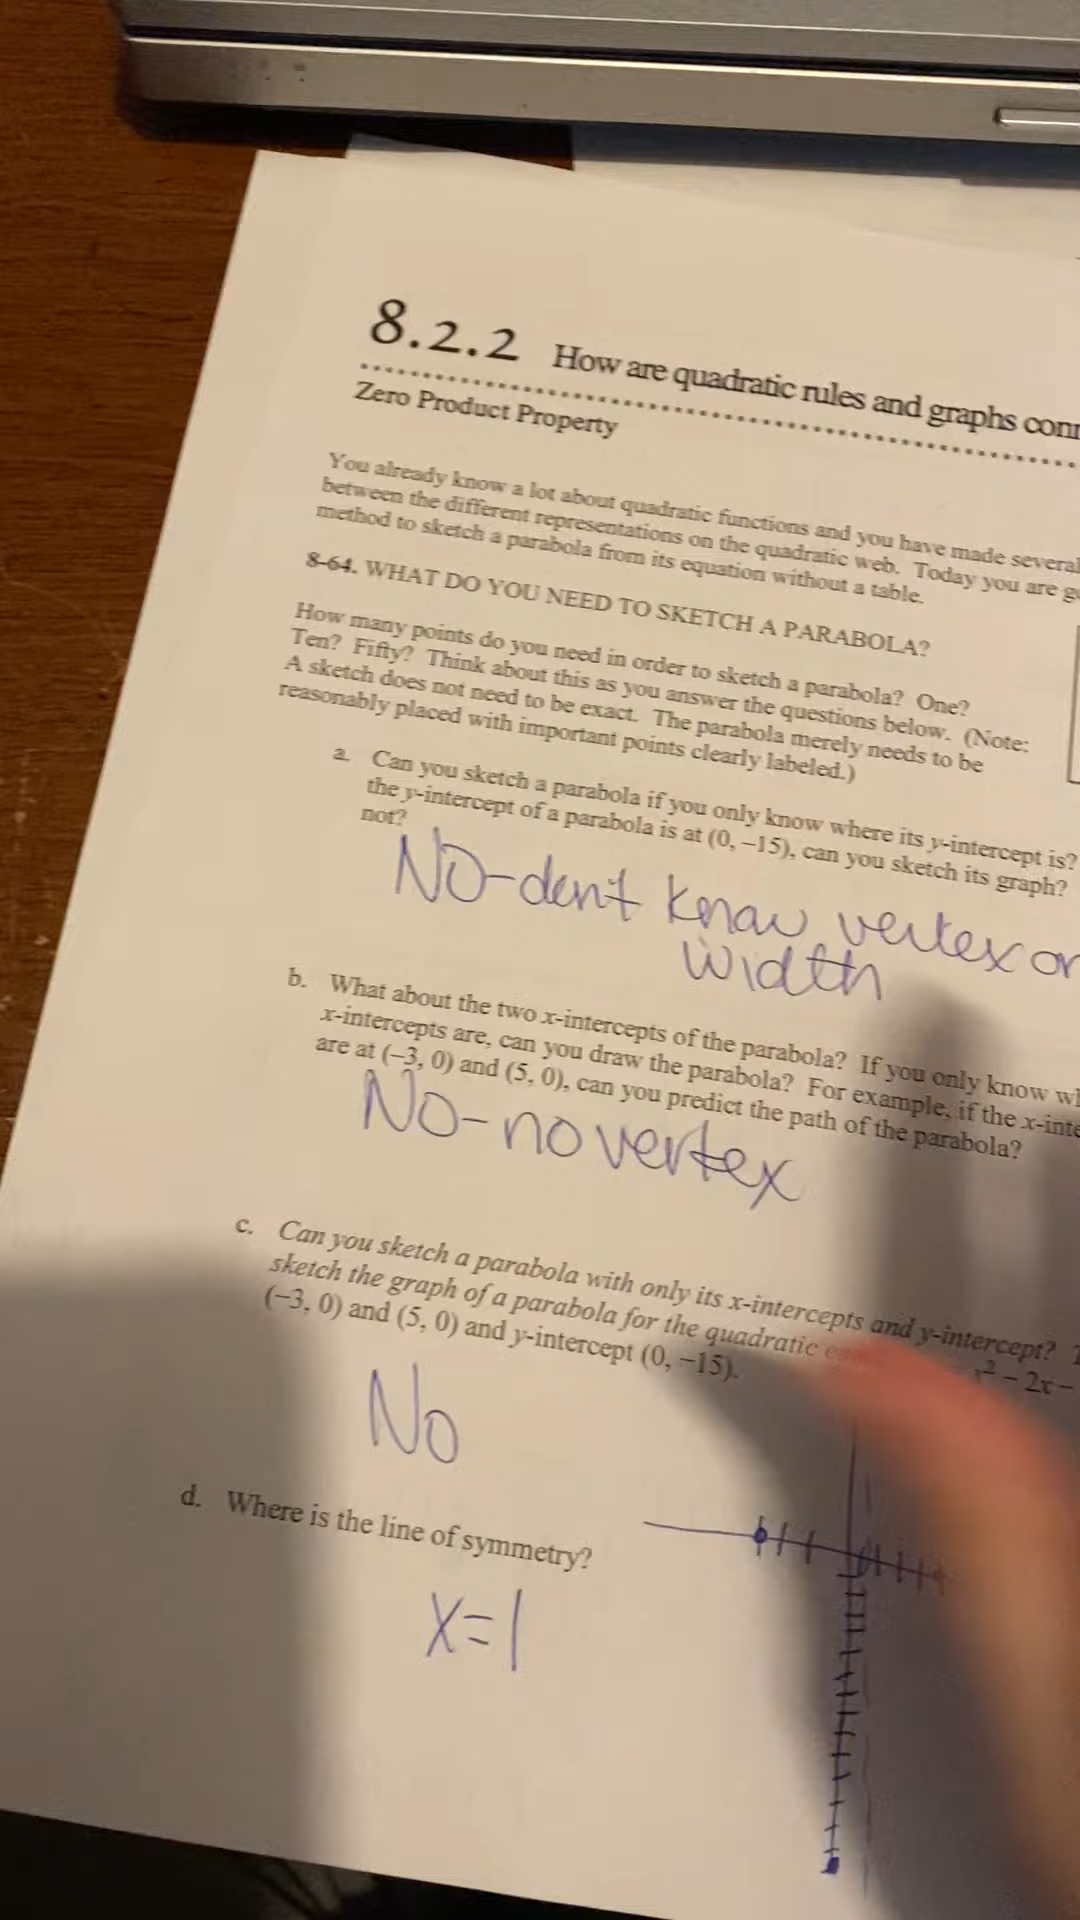 8.2.2 How are quadratic rules and graphs
Zero Product Property
You already know a lot about quadratic functions and you have made several
between the different representations on the quadratic web. Today you are
method to sketch a parabola from its equation without a table.
8-64. WHAT DO YOU NEED TO SKETCH A PARABOLA?
How many points do you need in order to sketch a parabola? One?
Ten? Fifty? Think about this as you answer the questions below. (Note:
A sketch does not need to be exact. The parabola merely needs to be
reasonably placed with important points clearly labeled.)
a. Can you sketch a parabola if you only know where its y-intercept is?
the y-intercept of a parabola is at (0, −15), can you sketch its graph?
not?
No-don't know vertex or
width
b. What about the two x-intercepts of the parabola? If you only know
x-intercepts are, can you draw the parabola? For example, if the
are at (−3, 0) and (5, 0), can you predict the path of the parabola?
No-no vertex
c. Can you sketch a parabola with only its x-intercepts and y-intercept?
sketch the graph of a parabola for the quadratic − 2x −
(−3, 0) and (5, 0) and y-intercept (0, −15).
No
d. Where is the line of symmetry?
x=1